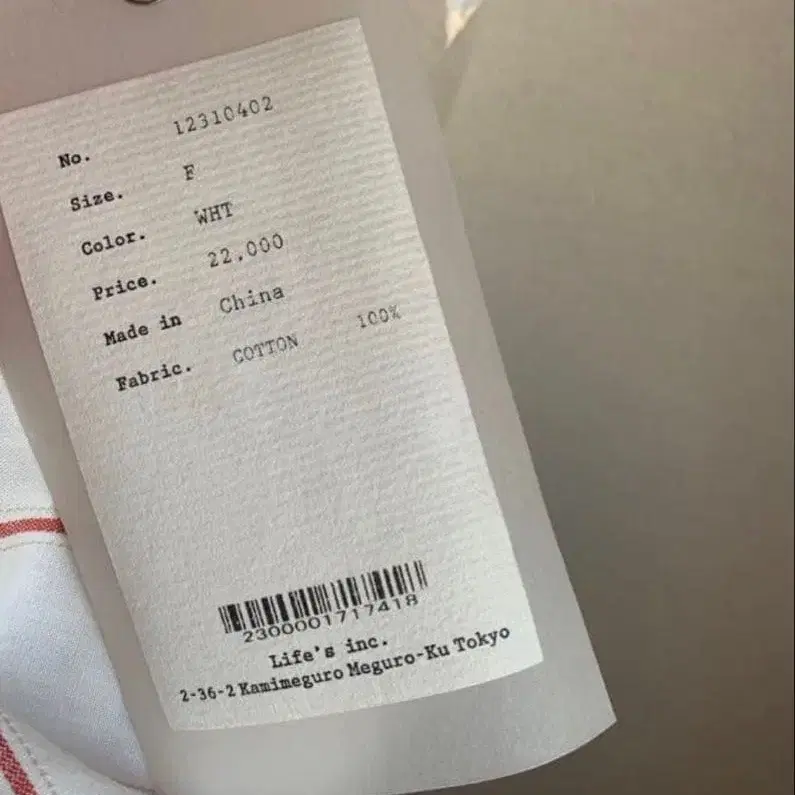 No. 12310402
Size. F
Color. WHT
Price. 22,000
Made in China
Fabric. COTTON 100%
2300001717418
Life's inc.
2-36-2 Kamimeguro Meguro-Ku Tokyo